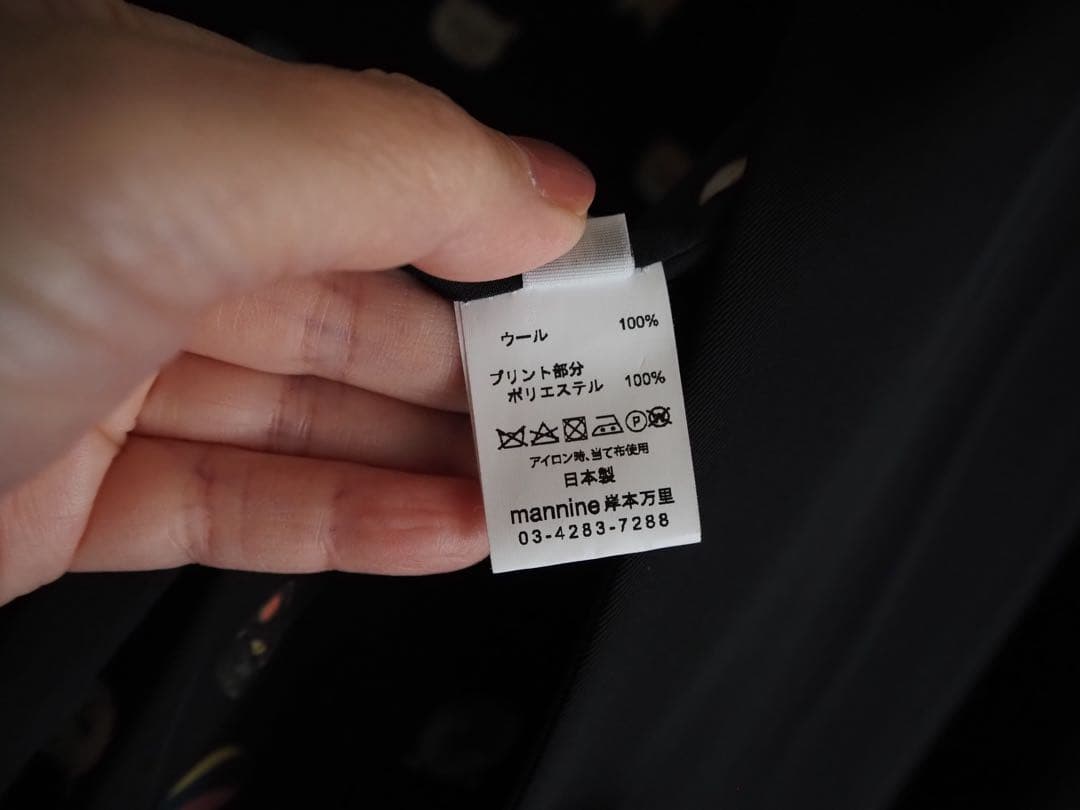 ウール 100%
プリント部分
ポリエステル 100%
P W
アイロン時、当て布使用
日本製
mannine岸本万里
03-4283-7288